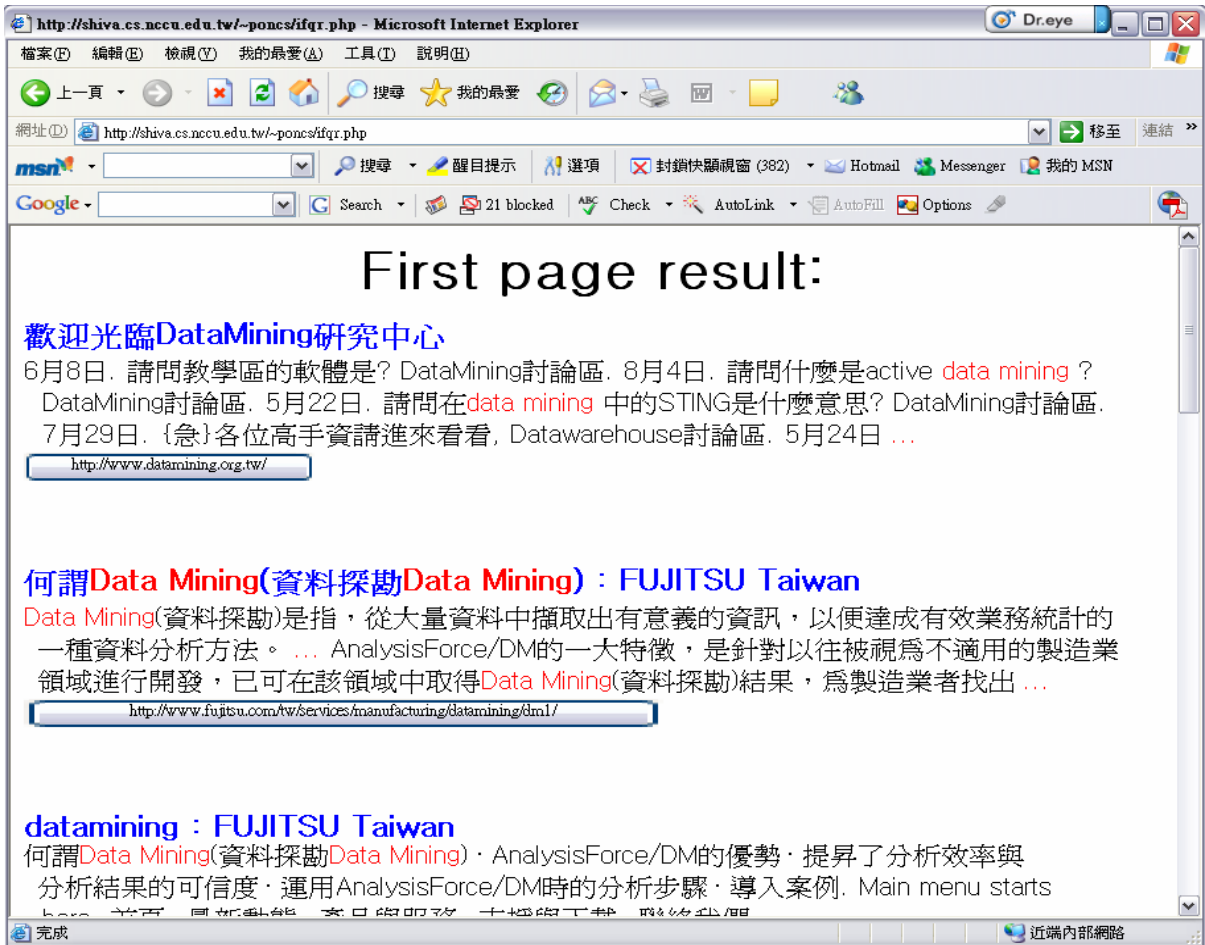 http://shiva.cs.nccu.edu.tw/~poncs/ifqr.php - Microsoft Internet Explorer
Dr.eye
檔案(F) 編輯(E) 檢視(V) 我的最愛(A) 工具(T) 說明(H)
上一頁 搜尋 我的最愛
網址(D) http://shiva.cs.nccu.edu.tw/~poncs/ifqr.php 移至 連結 »
msn 搜尋 醒目提示 選項 封鎖快顯視窗 (382) Hotmail Messenger 我的 MSN
Google G Search 21 blocked ABC Check AutoLink AutoFill Options
First page result:
歡迎光臨DataMining研究中心
6月8日. 請問教學區的軟體是? DataMining討論區. 8月4日. 請問什麼是active data mining ?
DataMining討論區. 5月22日. 請問在data mining 中的STING是什麼意思? DataMining討論區.
7月29日. {急}各位高手資請進來看看, Datawarehouse討論區. 5月24日 ...
http://www.datamining.org.tw/
何謂Data Mining(資料探勘Data Mining) : FUJITSU Taiwan
Data Mining(資料探勘)是指，從大量資料中擷取出有意義的資訊，以便達成有效業務統計的
一種資料分析方法。 ... AnalysisForce/DM的一大特徵，是針對以往被視為不適用的製造業
領域進行開發，已可在該領域中取得Data Mining(資料探勘)結果，為製造業者找出 ...
http://www.fujitsu.com/tw/services/manufacturing/datamining/dm1/
datamining : FUJITSU Taiwan
何謂Data Mining(資料探勘Data Mining) · AnalysisForce/DM的優勢 · 提昇了分析效率與
分析結果的可信度 · 運用AnalysisForce/DM時的分析步驟 · 導入案例. Main menu starts
完成 近端內部網路